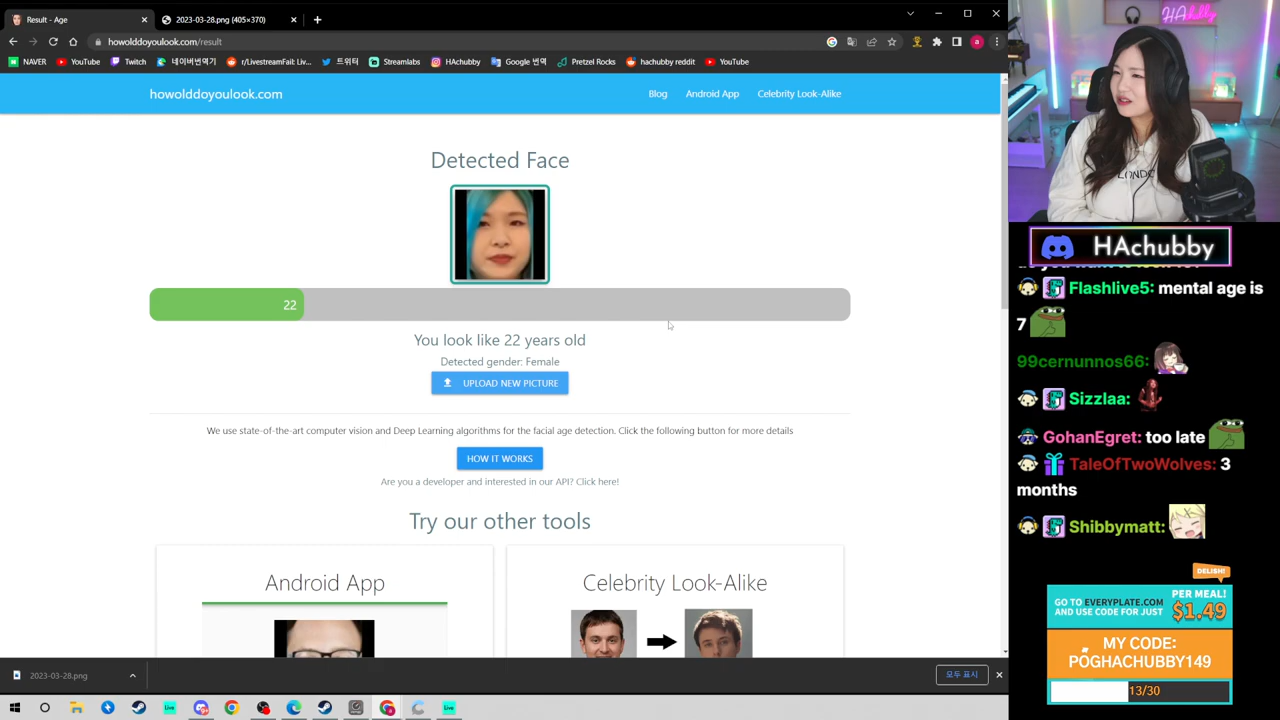 Result - Age
2023-03-28.png (405×370)
howolddoyoulook.com/result
NAVER
YouTube
Twitch
네이버번역기
r/LivestreamFail: Liv...
트위터
Streamlabs
HAchubby
Google 번역
Pretzel Rocks
hachubby reddit
YouTube
howolddoyoulook.com
Blog
Android App
Celebrity Look-Alike
Detected Face
22
You look like 22 years old
Detected gender: Female
UPLOAD NEW PICTURE
We use state-of-the-art computer vision and Deep Learning algorithms for the facial age detection. Click the following button for more details
HOW IT WORKS
Are you a developer and interested in our API? Click here!
Try our other tools
Android App
Celebrity Look-Alike
2023-03-28.png
모두 표시
HAchubby
LOND
HAchubby
Flashlive5: mental age is
7
99cernunnos66:
Sizzlaa:
GohanEgret: too late
TaleOfTwoWolves: 3
months
Shibbymatt:
DELISH!
GO TO EVERYPLATE.COM
AND USE CODE FOR JUST
PER MEAL!
$1.49
MY CODE:
POGHACHUBBY149
13/30